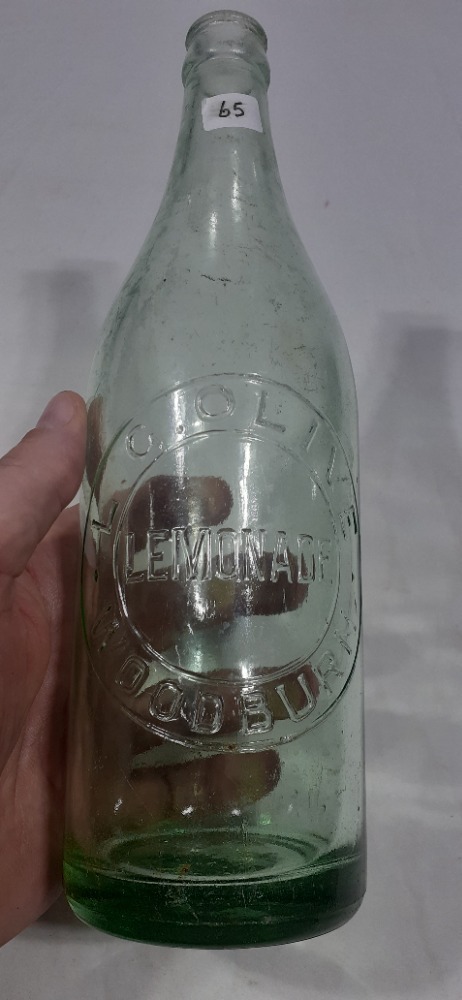 65
L. O. OLIVE
LEMONADE
WOODBURN